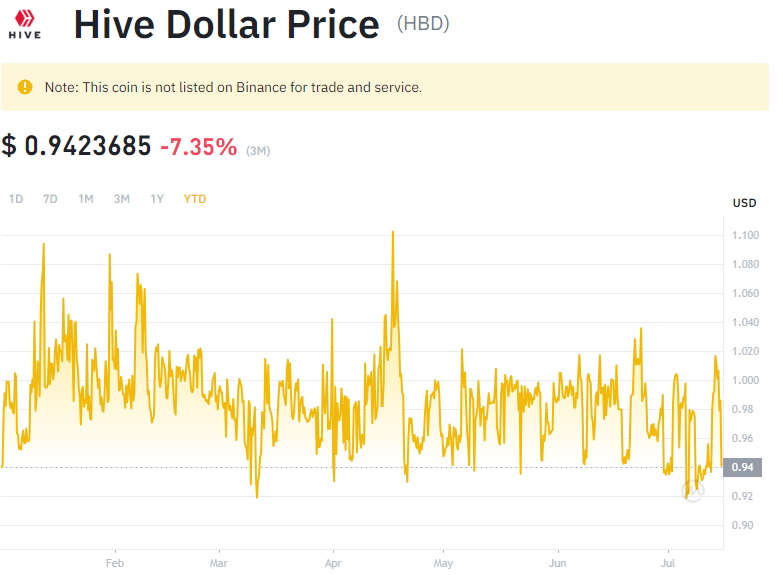 HIVE
Hive Dollar Price (HBD)
Note: This coin is not listed on Binance for trade and service.
$ 0.9423685 -7.35% (3M)
1D 7D 1M 3M 1Y YTD
USD
1.100
1.080
1.060
1.040
1.020
1.000
0.98
0.96
0.94
0.92
0.90
Feb Mar Apr May Jun Jul